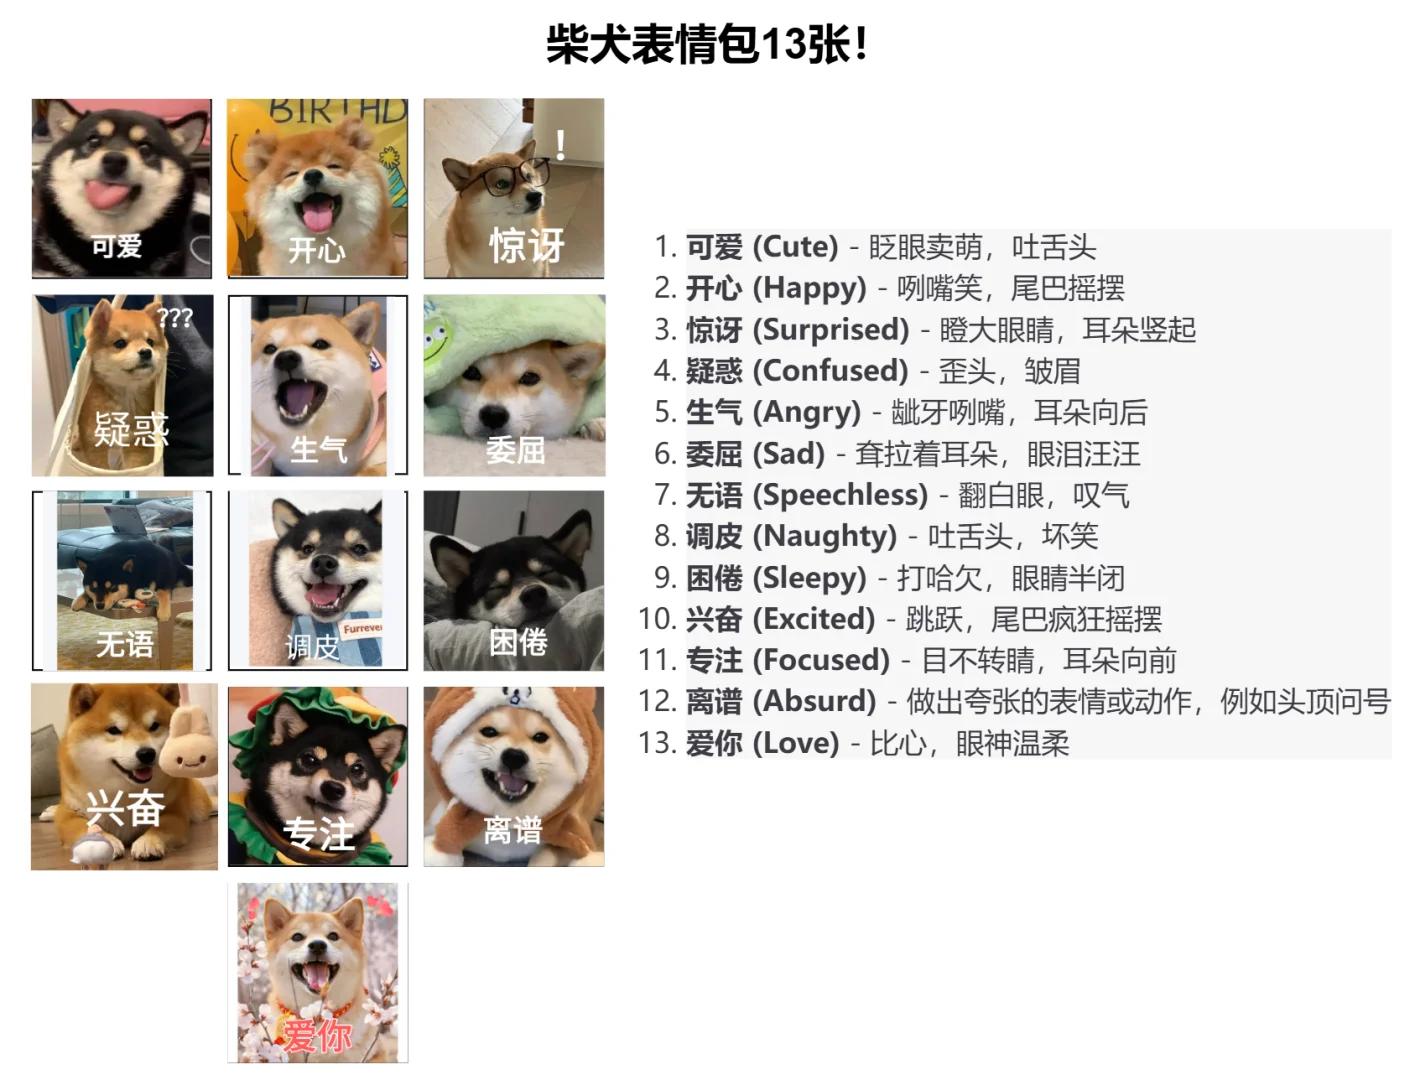 柴犬表情包13张！
BIRTHD
可爱
开心
！
惊讶
???
疑惑
生气
委屈
无语
Furrever
调皮
困倦
兴奋
专注
离谱
爱你
1. 可爱 (Cute) - 眨眼卖萌，吐舌头
2. 开心 (Happy) - 咧嘴笑，尾巴摇摆
3. 惊讶 (Surprised) - 瞪大眼睛，耳朵竖起
4. 疑惑 (Confused) - 歪头，皱眉
5. 生气 (Angry) - 龇牙咧嘴，耳朵向后
6. 委屈 (Sad) - 耷拉着耳朵，眼泪汪汪
7. 无语 (Speechless) - 翻白眼，叹气
8. 调皮 (Naughty) - 吐舌头，坏笑
9. 困倦 (Sleepy) - 打哈欠，眼睛半闭
10. 兴奋 (Excited) - 跳跃，尾巴疯狂摇摆
11. 专注 (Focused) - 目不转睛，耳朵向前
12. 离谱 (Absurd) - 做出夸张的表情或动作，例如头顶问号
13. 爱你 (Love) - 比心，眼神温柔